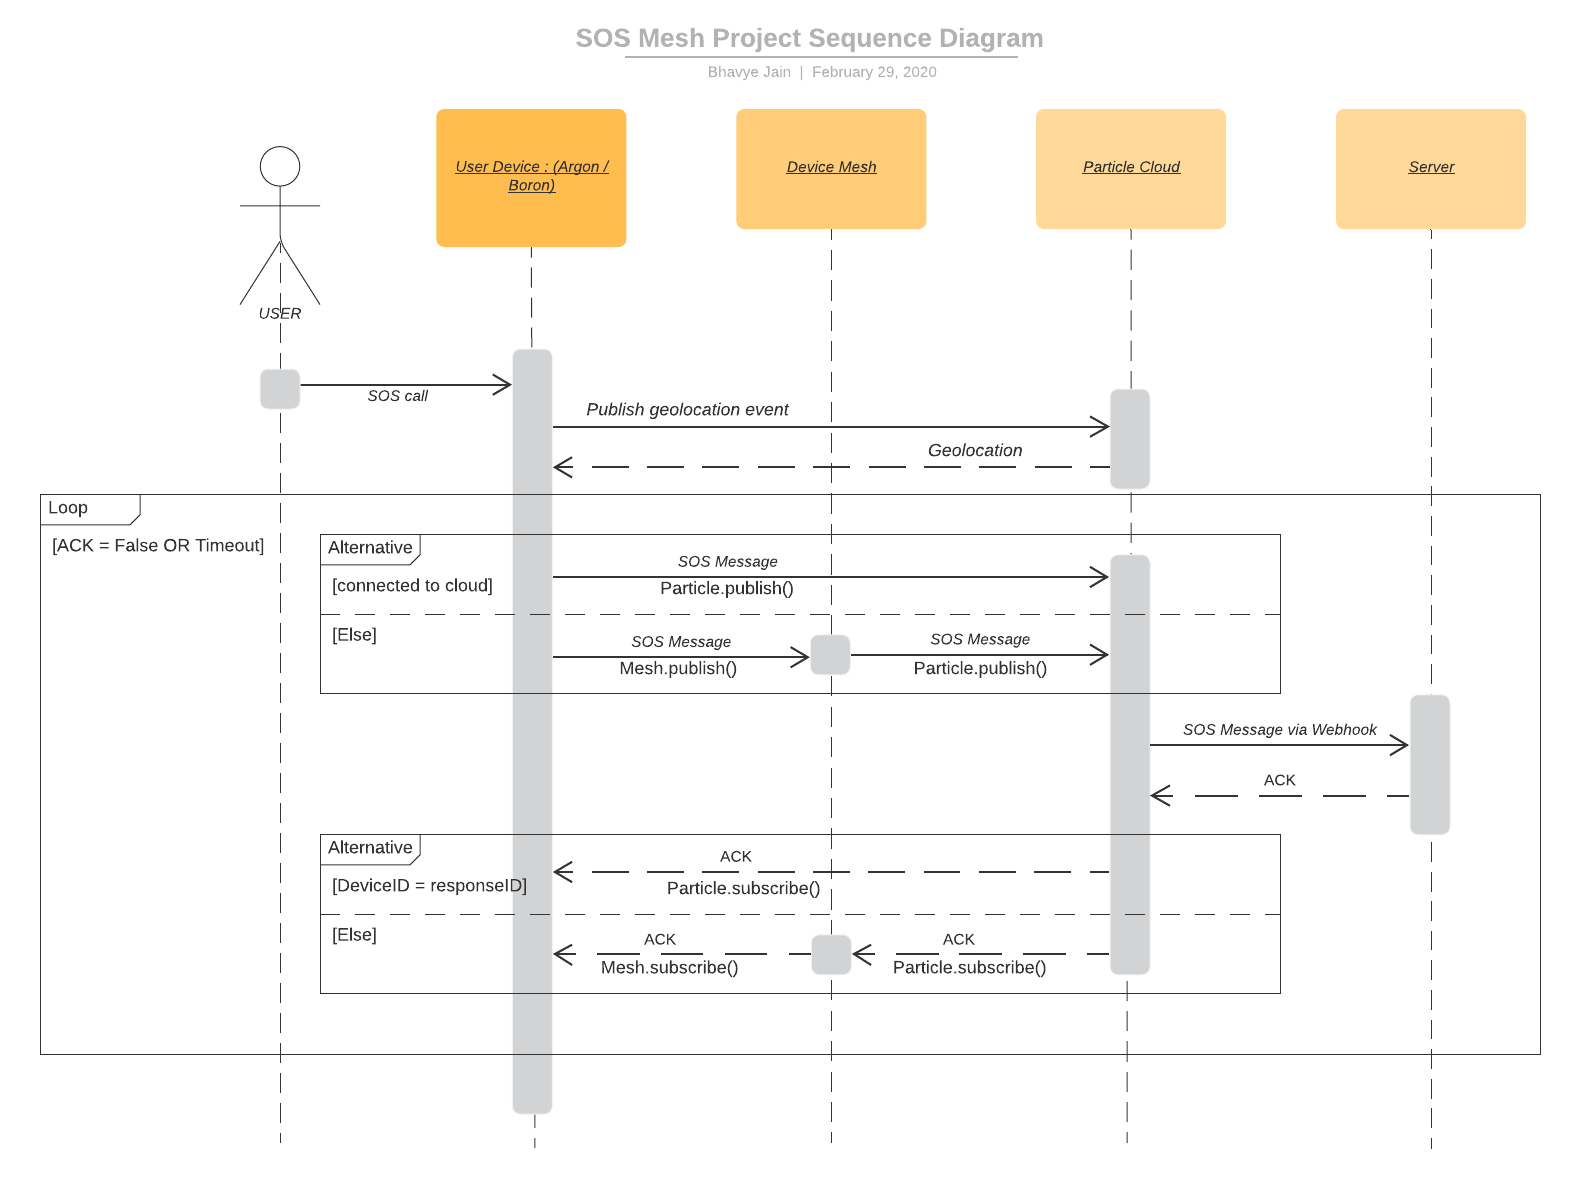 SOS Mesh Project Sequence Diagram
Bhavye Jain | February 29, 2020
User Device : (Argon /
Boron)
Device Mesh
Particle Cloud
Server
USER
SOS call
Publish geolocation event
Geolocation
Loop
[ACK = False OR Timeout]
Alternative
[connected to cloud]
SOS Message
Particle.publish()
[Else]
SOS Message
Mesh.publish()
SOS Message
Particle.publish()
SOS Message via Webhook
ACK
Alternative
[DeviceID = responseID]
ACK
Particle.subscribe()
[Else]
ACK
Mesh.subscribe()
ACK
Particle.subscribe()